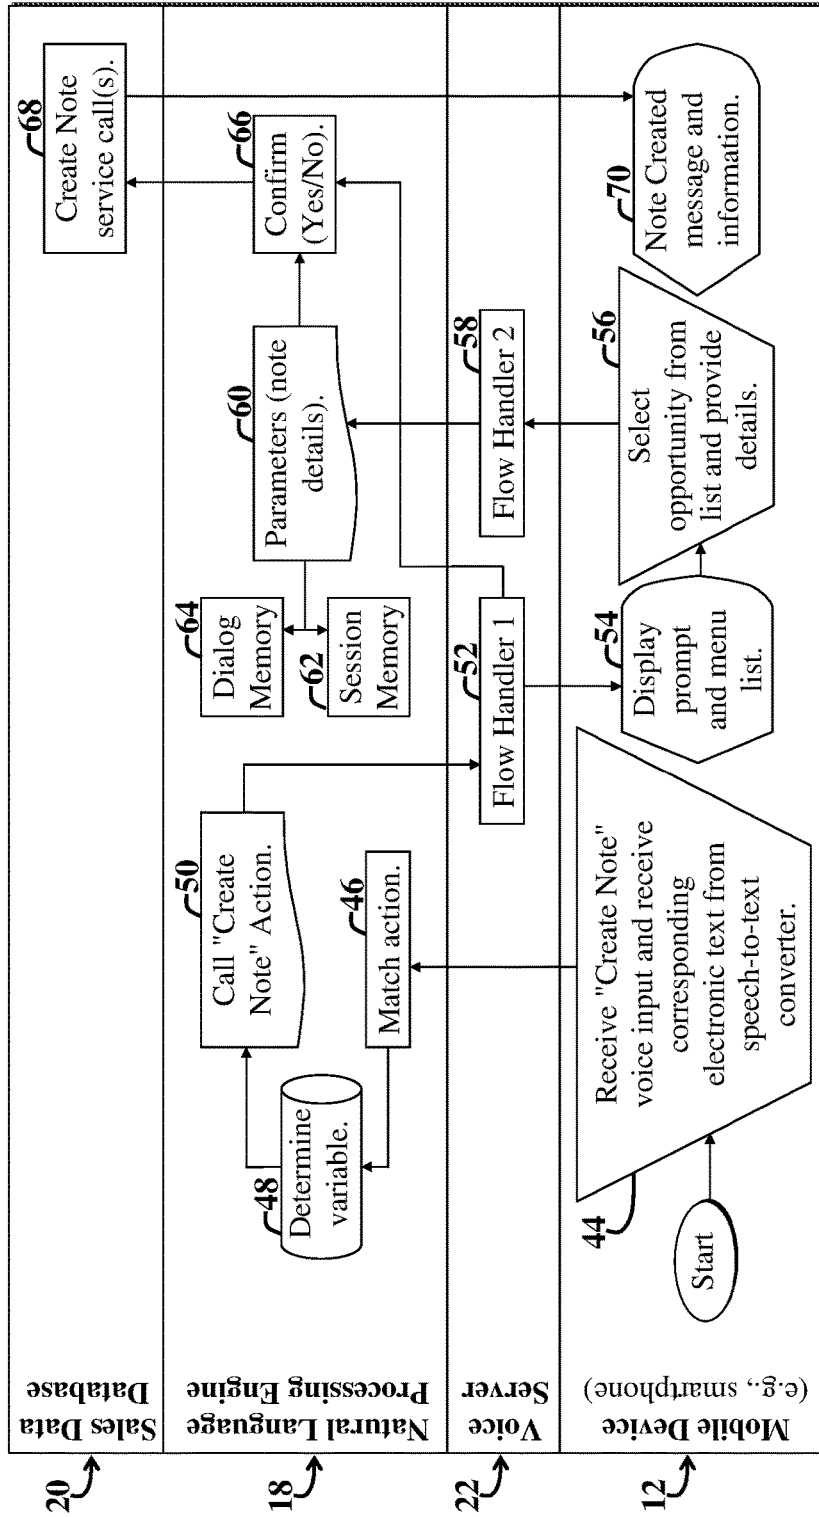 20
Sales Data
Database
68
Create Note
service call(s).
18
Natural Language
Processing Engine
48
Determine
variable.
50
Call "Create
Note" Action.
46
Match action.
64
Dialog
Memory
62
Session
Memory
60
Parameters (note
details).
66
Confirm
(Yes/No).
22
Voice
Server
52
Flow Handler 1
58
Flow Handler 2
12
Mobile Device
(e.g., smartphone)
Start
44
Receive "Create Note"
voice input and receive
corresponding
electronic text from
speech-to-text
converter.
54
Display
prompt
and menu
list.
56
Select
opportunity from
list and provide
details.
70
Note Created
message and
information.